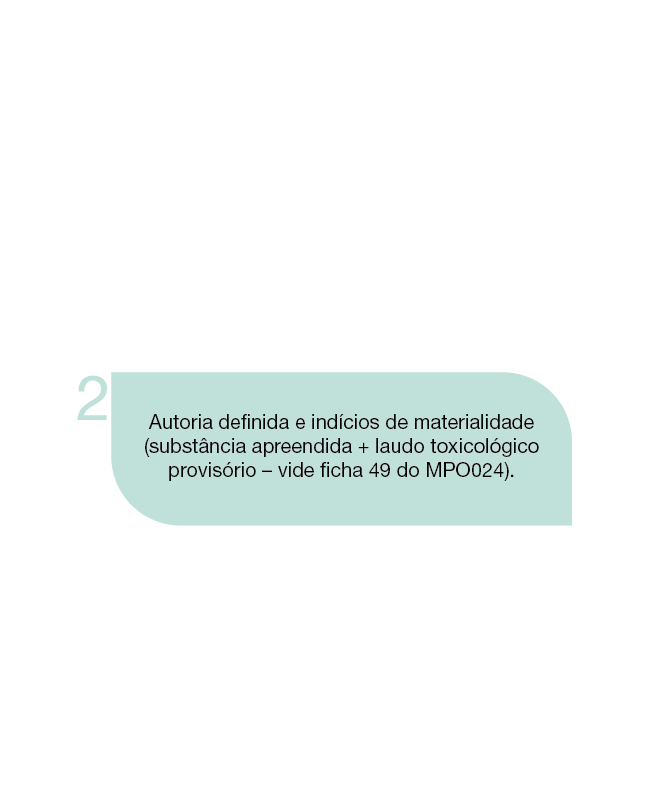 2
Autoria definida e indícios de materialidade
(substância apreendida + laudo toxicológico
provisório – vide ficha 49 do MPO024).